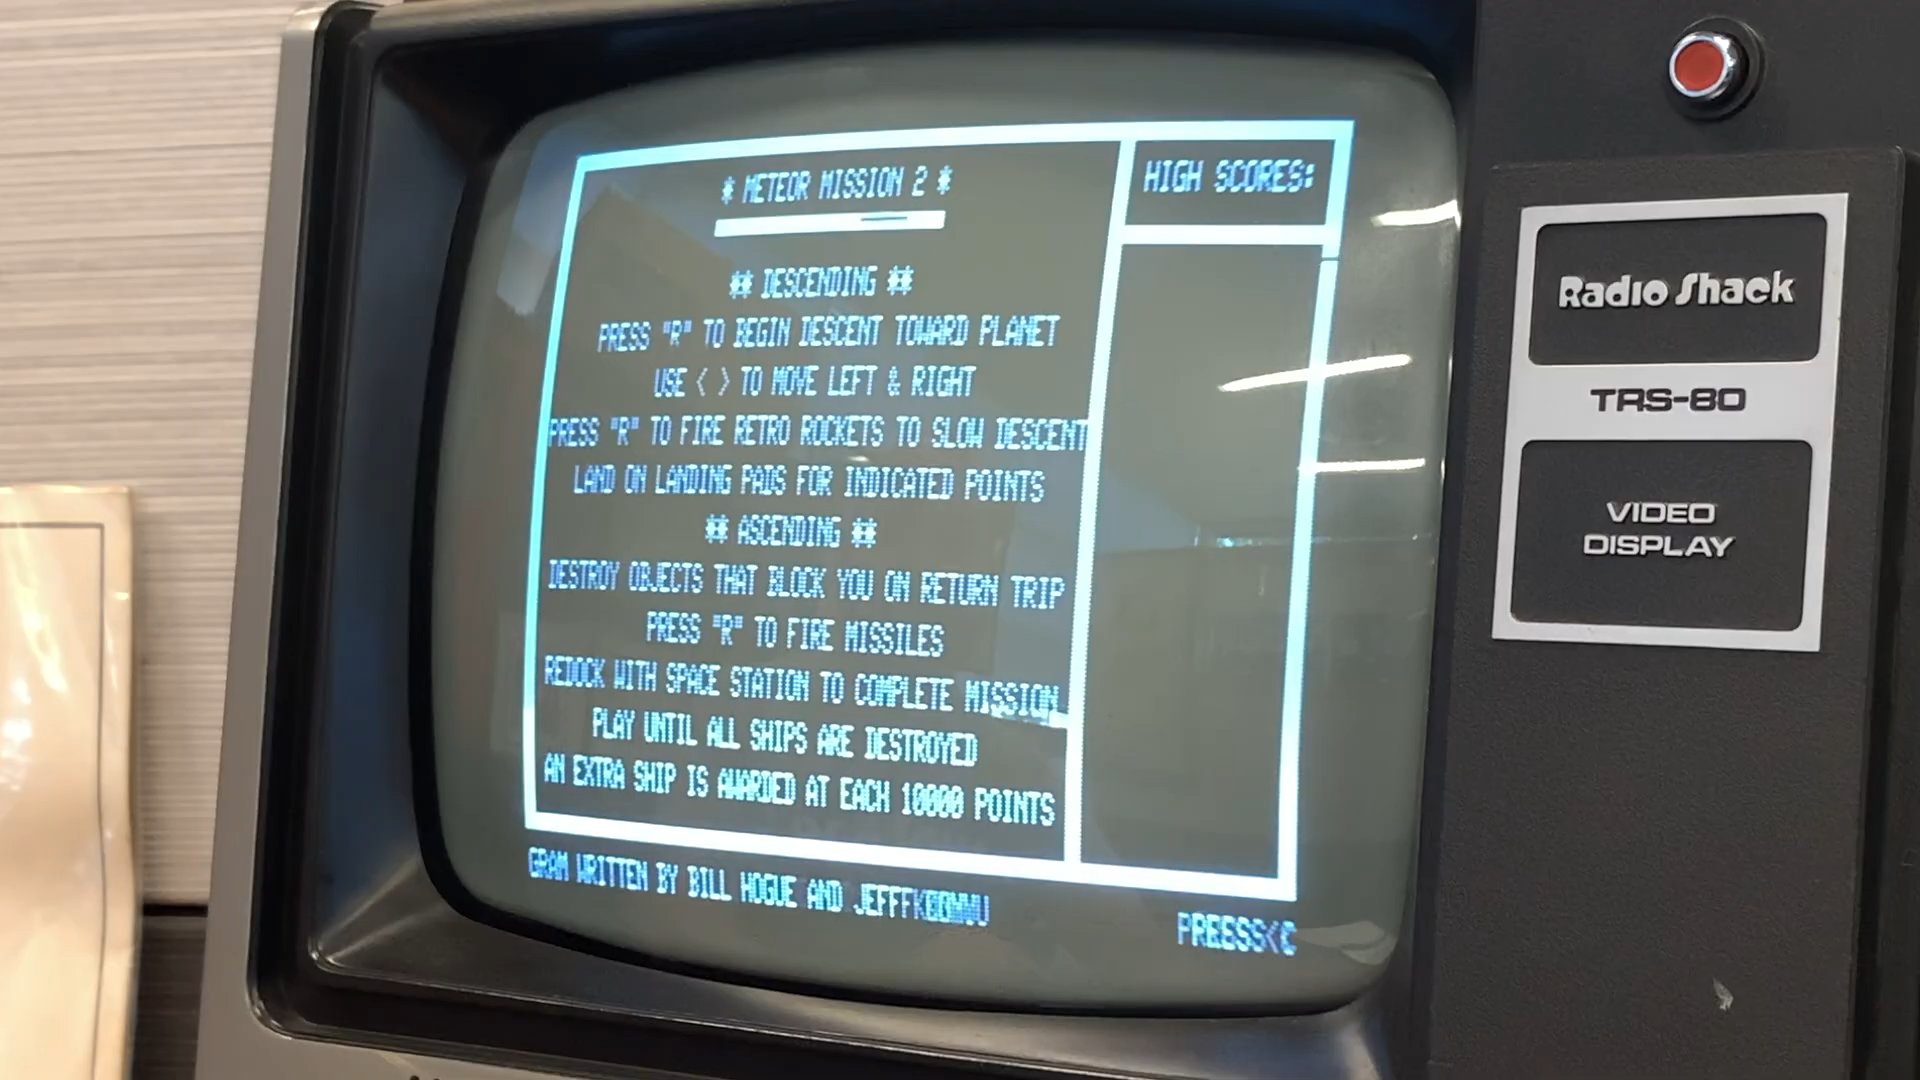 * METEOR MISSION 2 *
HIGH SCORES:
** DESCENDING **
PRESS "R" TO BEGIN DESCENT TOWARD PLANET
USE < > TO MOVE LEFT & RIGHT
PRESS "R" TO FIRE RETRO ROCKETS TO SLOW DESCENT
LAND ON LANDING PADS FOR INDICATED POINTS
** ASCENDING **
DESTROY OBJECTS THAT BLOCK YOU ON RETURN TRIP
PRESS "R" TO FIRE MISSILES
REDOCK WITH SPACE STATION TO COMPLETE MISSION
PLAY UNTIL ALL SHIPS ARE DESTROYED
AN EXTRA SHIP IS AWARDED AT EACH 10000 POINTS
GRAM WRITTEN BY BILL HOGUE AND
Radio Shack
TRS-80
VIDEO
DISPLAY